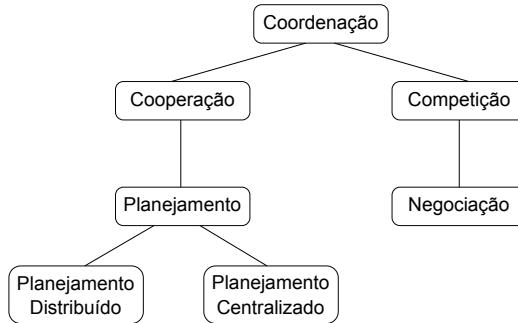 Coordenação
Cooperação
Competição
Planejamento
Negociação
Planejamento
Distribuído
Planejamento
Centralizado